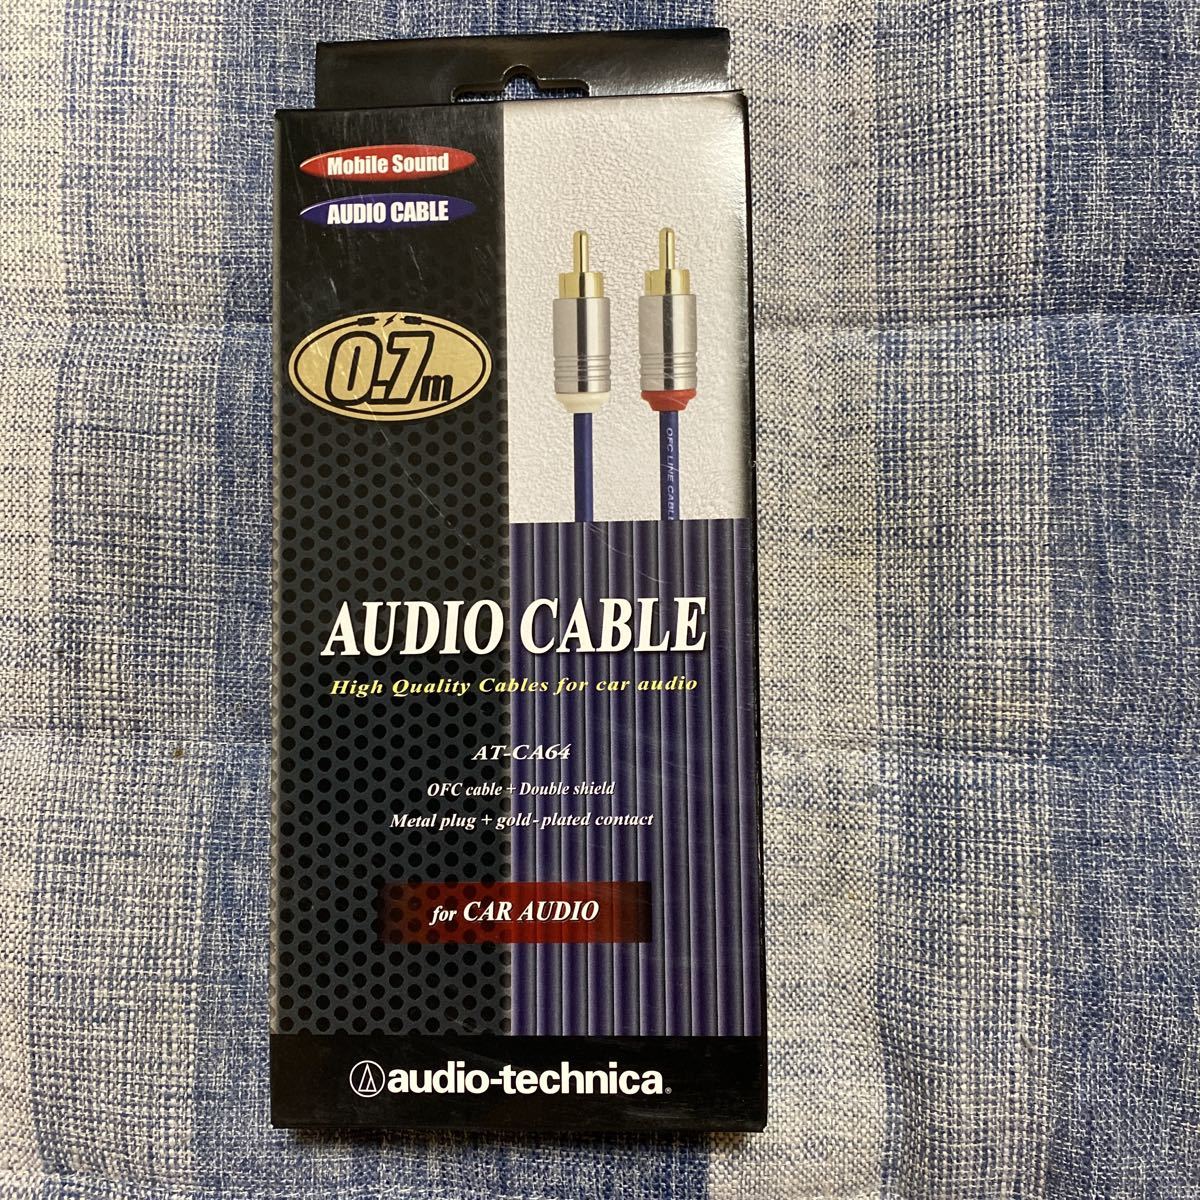 Mobile Sound
AUDIO CABLE
0.7m
OFC LINE CABLE
AUDIO CABLE
High Quality Cables for car audio
AT-CA64
OFC cable + Double shield
Metal plug + gold-plated contact
for CAR AUDIO
audio-technica®